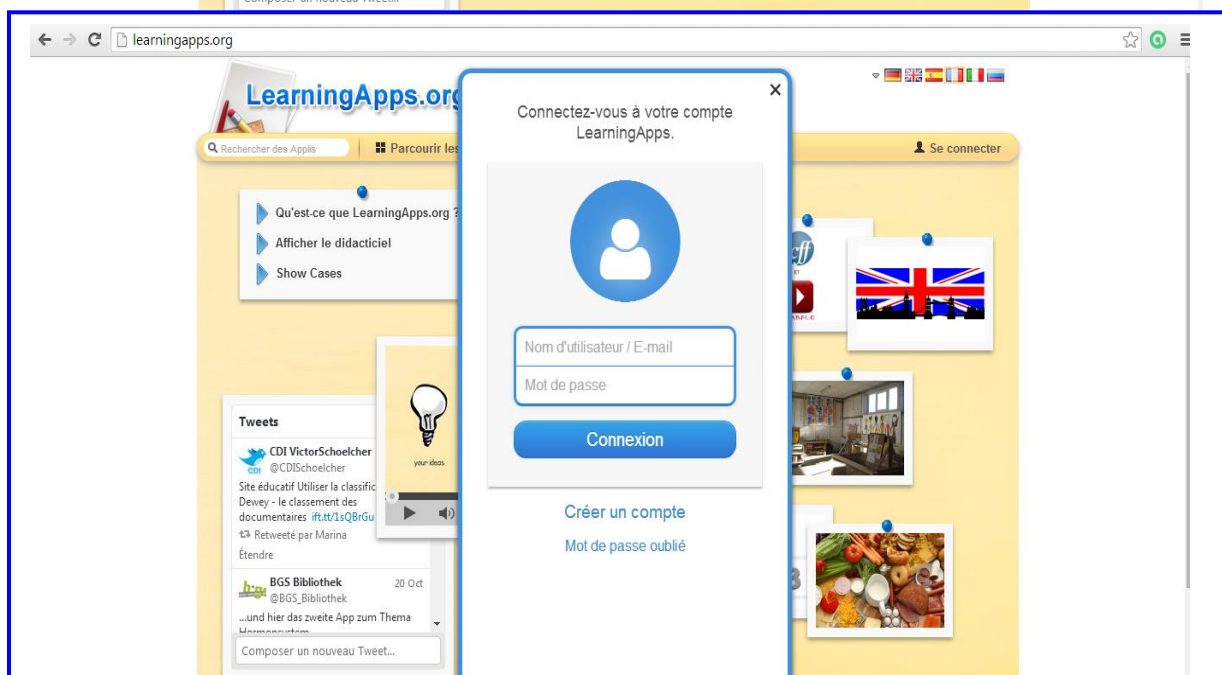 Composer un nouveau Tweet...
learningapps.org
LearningApps.org
Rechercher des Applis
Parcourir les
Se connecter
Qu'est-ce que LearningApps.org ?
Afficher le didacticiel
Show Cases
Connectez-vous à votre compte
LearningApps.
Nom d'utilisateur / E-mail
Mot de passe
Connexion
Créer un compte
Mot de passe oublié
your ideas
Tweets
CDI VictorSchoelcher
CDI
@CDISchoelcher
Site éducatif Utiliser la classific
Dewey - le classement des
documentaires ift.tt/1sQBrGu
Retweeté par Marina
Étendre
BGS Bibliothek 20 Oct
@BGS_Bibliothek
...und hier das zweite App zum Thema
Hormonsystem
Composer un nouveau Tweet...